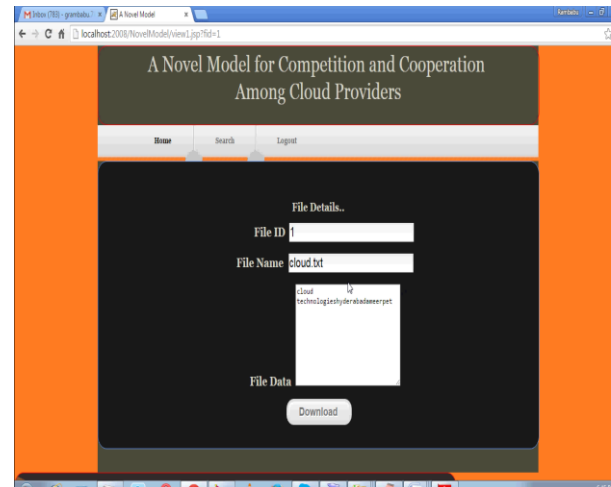 Inbox (783) - grambabu.7
A Novel Model
Rambabu
localhost:2008/NovelModel/view1.jsp?fid=1
A Novel Model for Competition and Cooperation
Among Cloud Providers
Home Search Logout
File Details..
File ID 1
File Name cloud.txt
cloud
technologieshyderabadameerpet
File Data
Download